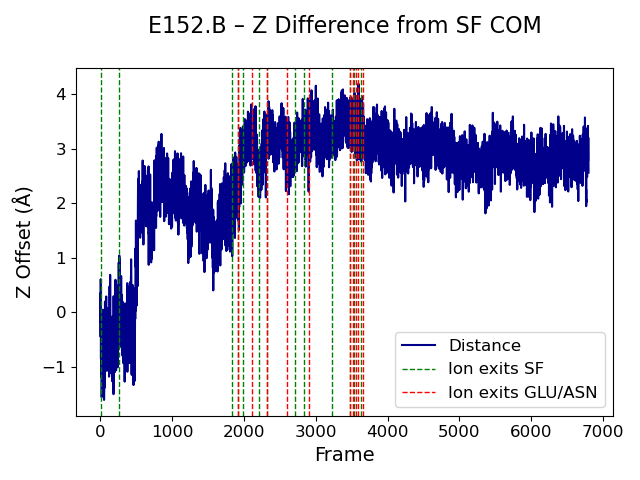 E152.B – Z Difference from SF COM
Z Offset (Å)
4
3
2
1
0
−1
0 1000 2000 3000 4000 5000 6000 7000
Frame
Distance
Ion exits SF
Ion exits GLU/ASN